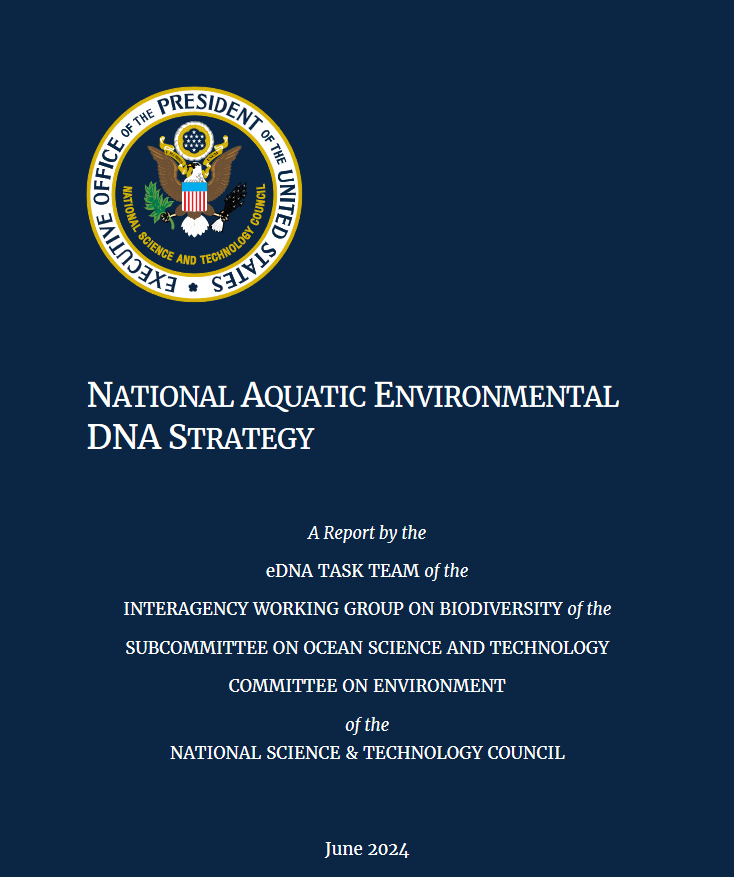 EXECUTIVE OFFICE OF THE PRESIDENT OF THE UNITED STATES
NATIONAL SCIENCE AND TECHNOLOGY COUNCIL
NATIONAL AQUATIC ENVIRONMENTAL
DNA STRATEGY
A Report by the
eDNA TASK TEAM of the
INTERAGENCY WORKING GROUP ON BIODIVERSITY of the
SUBCOMMITTEE ON OCEAN SCIENCE AND TECHNOLOGY
COMMITTEE ON ENVIRONMENT
of the
NATIONAL SCIENCE & TECHNOLOGY COUNCIL
June 2024